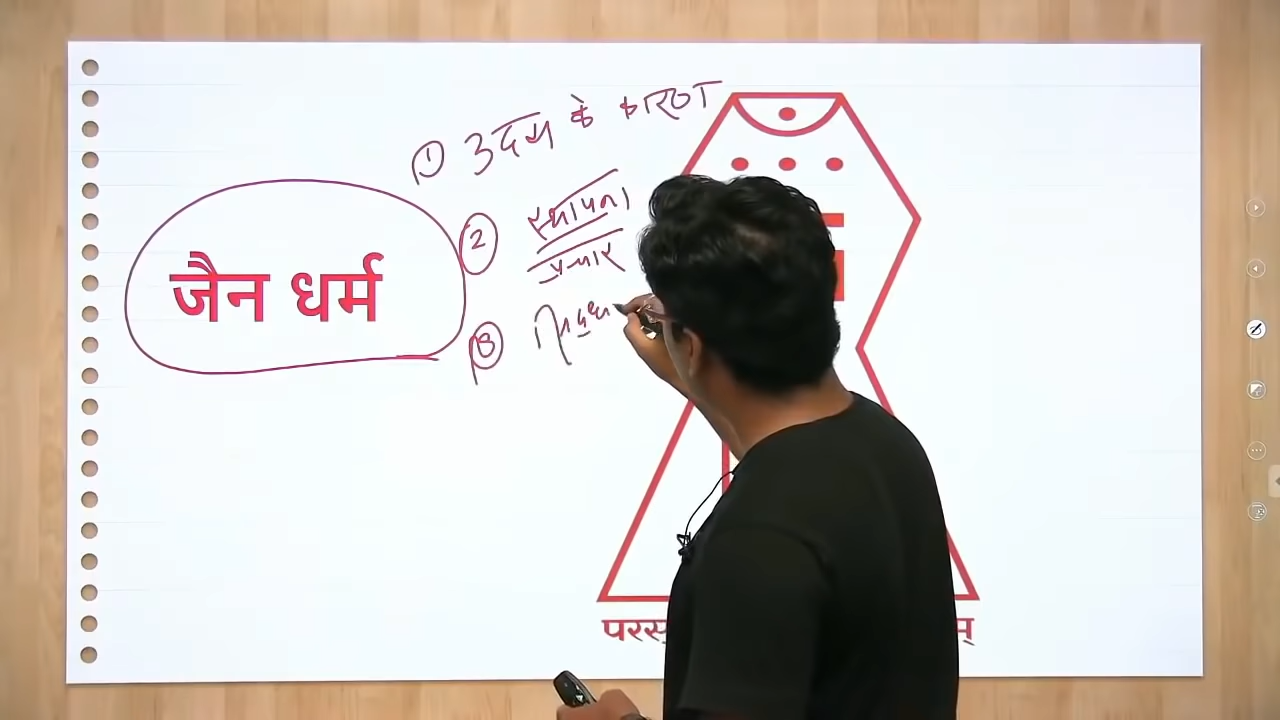 ① उदय के कारण
② स्थापना
प्रचार
③
जैन धर्म